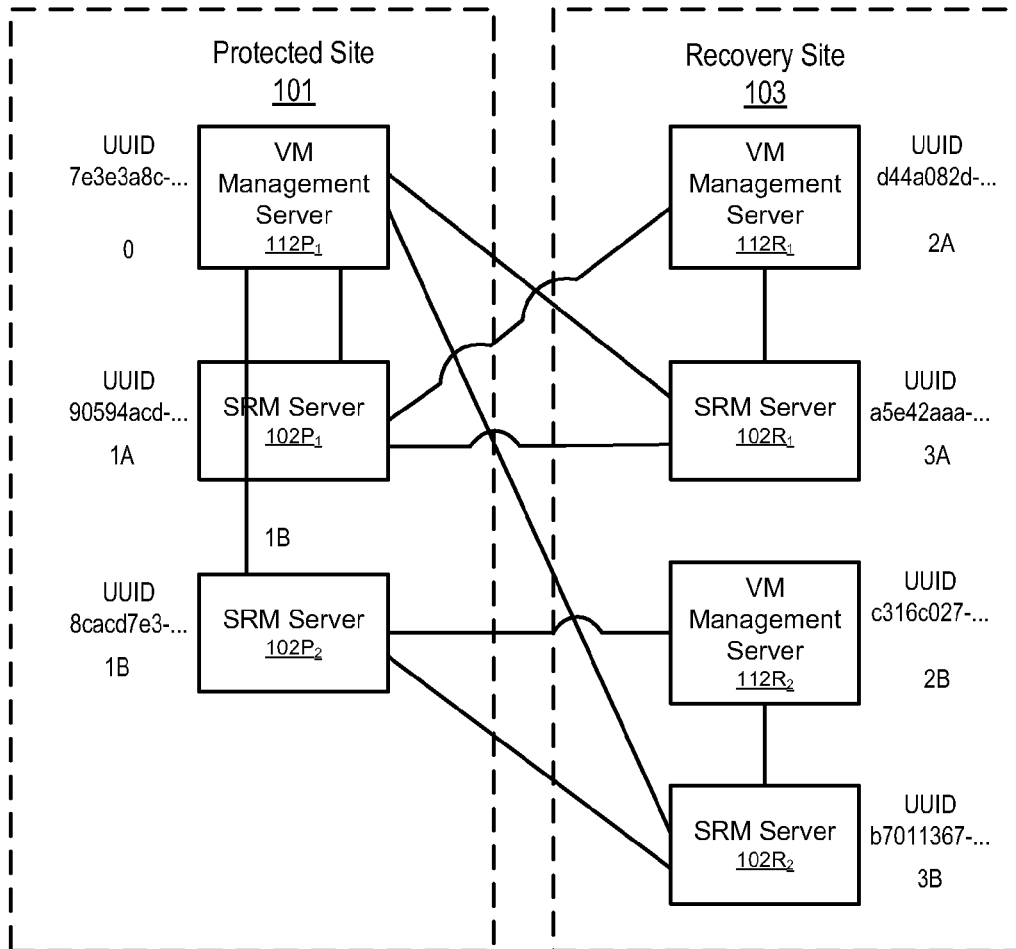 Protected Site
101
UUID
7e3e3a8c-...
0
VM
Management
Server
112P₁
UUID
90594acd-...
1A
SRM Server
102P₁
1B
UUID
8cacd7e3-...
1B
SRM Server
102P₂
Recovery Site
103
VM
Management
Server
112R₁
UUID
d44a082d-...
2A
SRM Server
102R₁
UUID
a5e42aaa-...
3A
VM
Management
Server
112R₂
UUID
c316c027-...
2B
SRM Server
102R₂
UUID
b7011367-...
3B